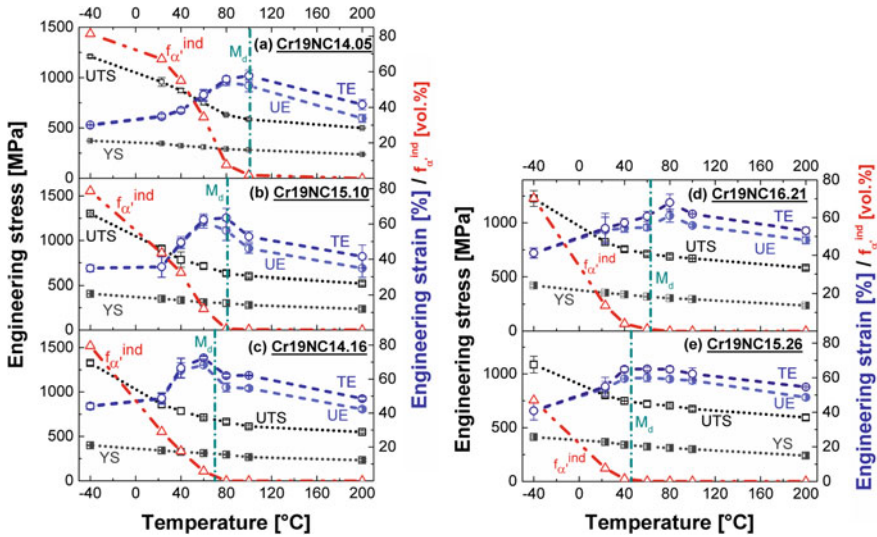 -40 0 40 80 120 160 200
1500
1000
500
0
80
60
40
20
0
(a) Cr19NC14.05
fα'ind
Md
UTS
TE
UE
YS
1500
1000
500
0
80
60
40
20
0
(b) Cr19NC15.10
fα'ind
Md
UTS
TE
UE
YS
1500
1000
500
0
80
60
40
20
0
(c) Cr19NC14.16
fα'ind
Md
TE
UTS
UE
YS
-40 0 40 80 120 160 200
Temperature [°C]
Engineering stress [MPa]
Engineering strain [%] / fα'ind [vol.%]
-40 0 40 80 120 160 200
1500
1000
500
0
80
60
40
20
0
(d) Cr19NC16.21
fα'ind
Md
TE
UE
UTS
YS
1500
1000
500
0
80
60
40
20
0
(e) Cr19NC15.26
TE
UE
Md
UTS
YS
fα'ind
-40 0 40 80 120 160 200
Temperature [°C]
Engineering stress [MPa]
Engineering strain [%] / fα'ind [vol.%]